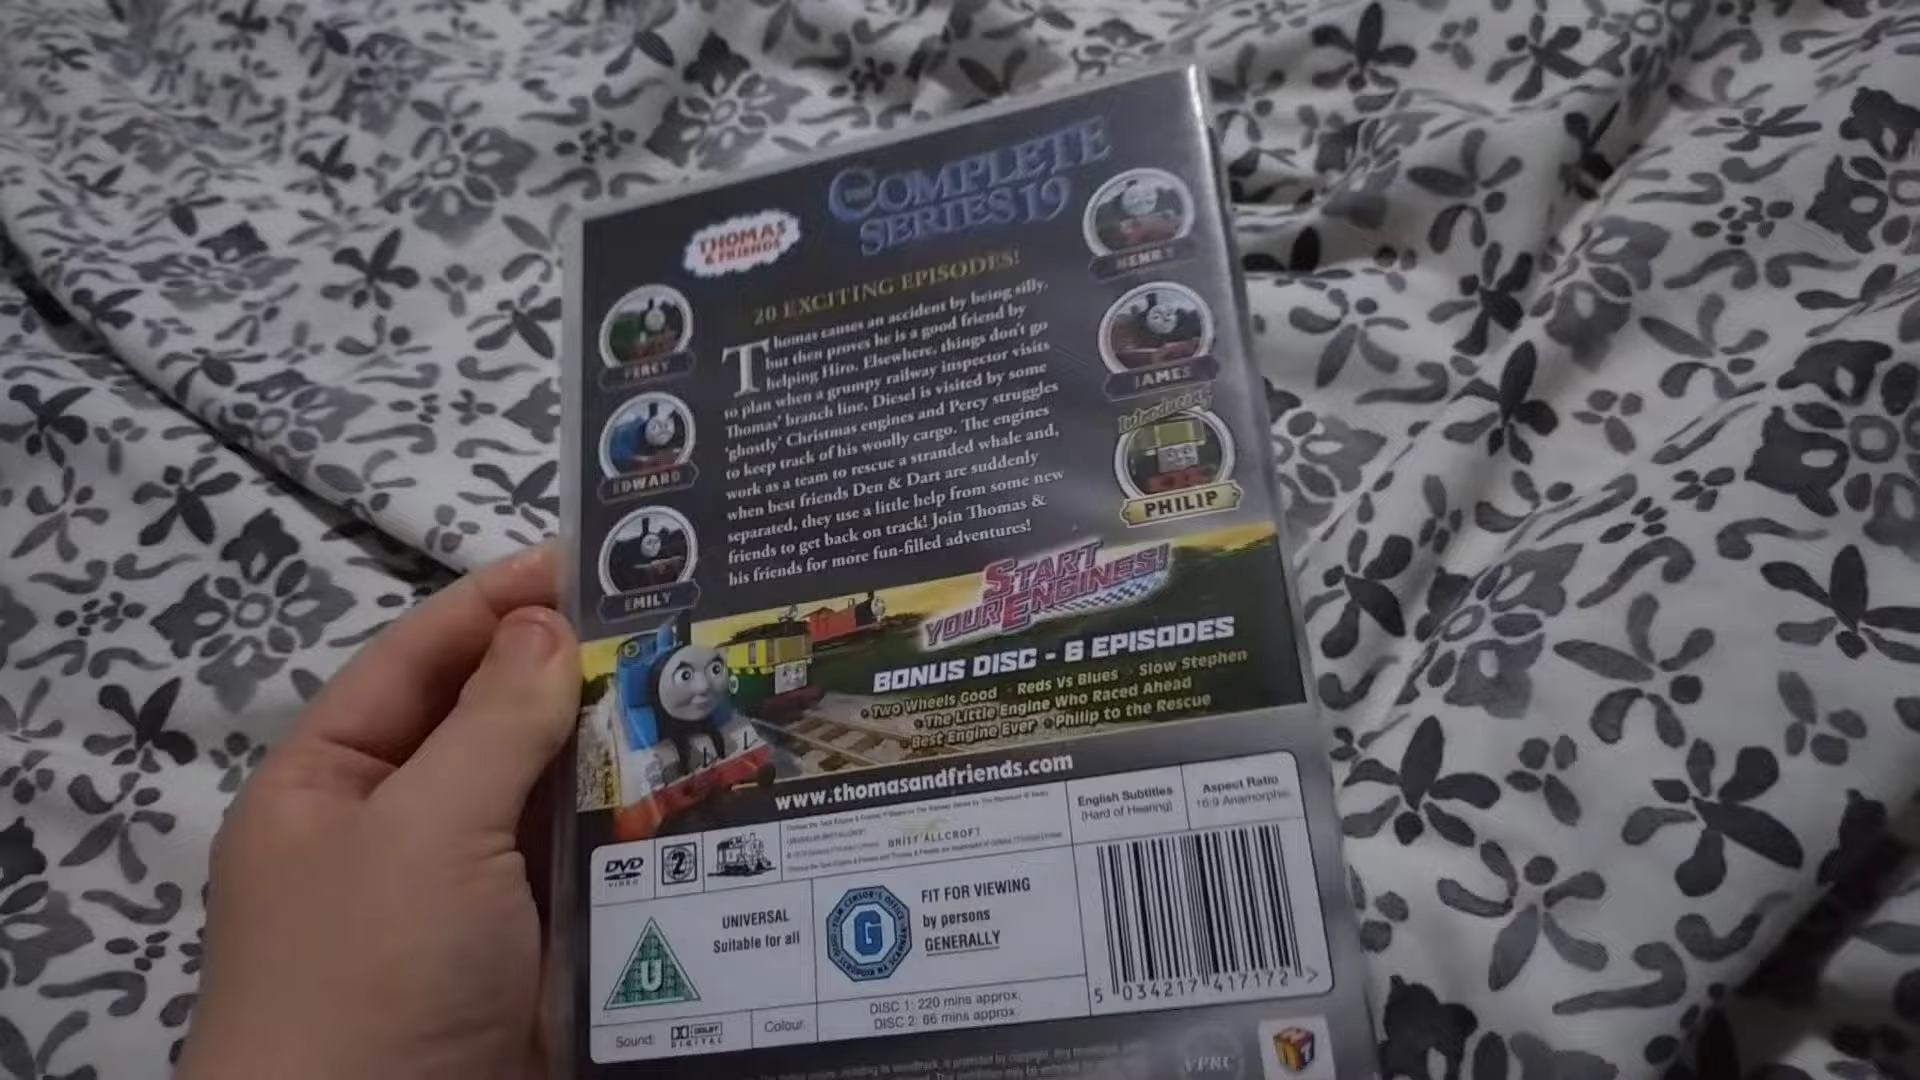 COMPLETE
SERIES 19
THOMAS
& FRIENDS
20 EXCITING EPISODES!
Thomas causes an accident by being silly,
but then proves he is a good friend by
helping Hiro. Elsewhere, things don't go
to plan when a grumpy railway inspector visits
Thomas' branch line, Diesel is visited by some
'ghostly' Christmas engines and Percy struggles
to keep track of his woolly cargo. The engines
work as a team to rescue a stranded whale and,
when best friends Den & Dart are suddenly
separated, they use a little help from some new
friends to get back on track! Join Thomas &
his friends for more fun-filled adventures!
PERCY
EDWARD
EMILY
HENRY
JAMES
Introducing
PHILIP
START
YOUR ENGINES!
BONUS DISC - 6 EPISODES
• Two Wheels Good • Reds Vs Blues • Slow Stephen
• The Little Engine Who Raced Ahead
• Best Engine Ever • Philip to the Rescue
www.thomasandfriends.com
DVD
VIDEO
2
BRITT ALLCROFT
English Subtitles
(Hard of Hearing)
Aspect Ratio
16:9 Anamorphic
U
UNIVERSAL
Suitable for all
G
FIT FOR VIEWING
by persons
GENERALLY
5 034217 417172 >
Sound:
DOLBY
DIGITAL
Colour
DISC 1: 220 mins approx.
DISC 2: 66 mins approx.
VPRC